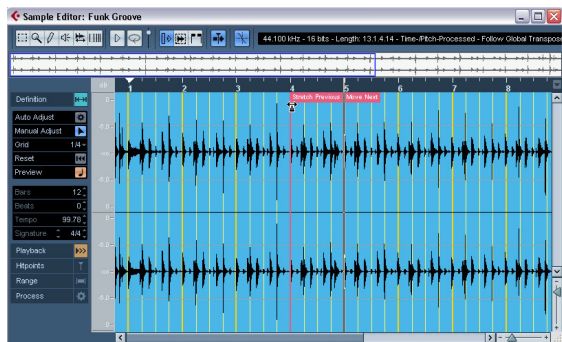 Sample Editor: Funk Groove
44.100 kHz - 16 bits - Length: 13.1.4.14 - Time-/Pitch-Processed - Follow Global Transpose
dB 1 2 3 4 5 6 7 8
Stretch Previous Move Next
Definition
Auto Adjust
Manual Adjust
Grid 1/4
Reset
Preview
Bars 12
Beats 0
Tempo 99.78
Signature 4/4
Playback
Hitpoints
Range
Process